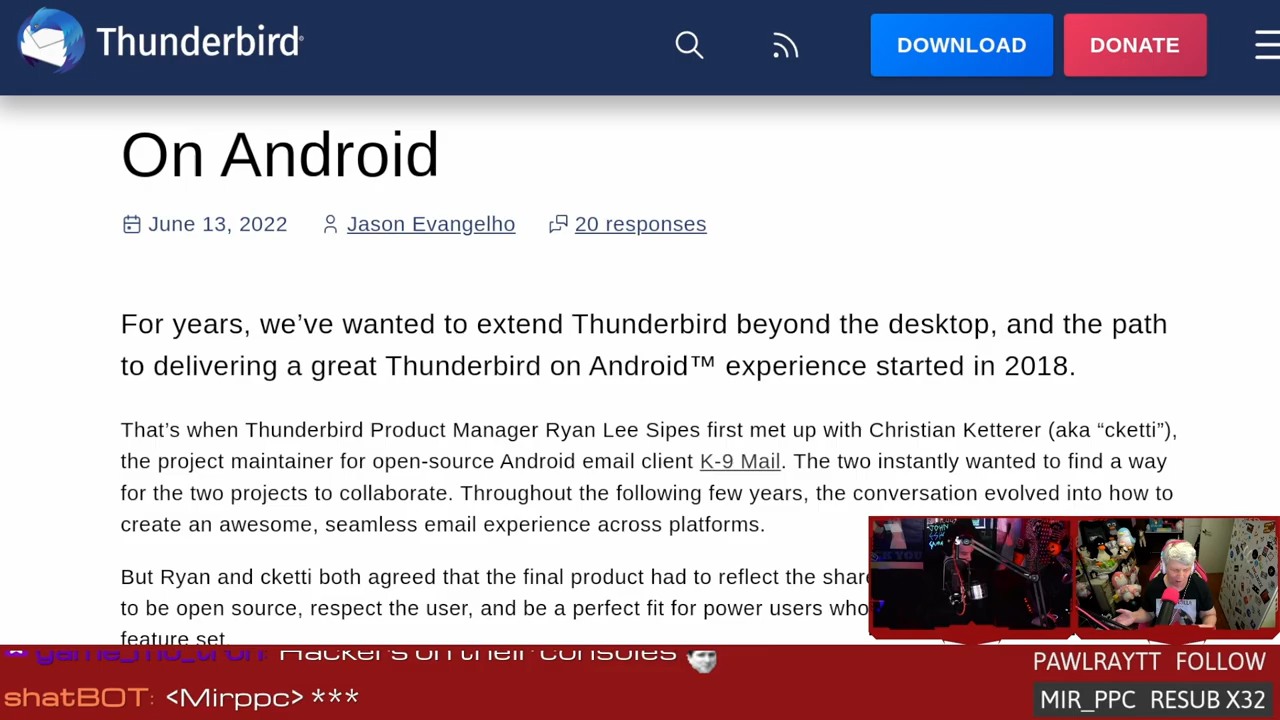 Thunderbird
DOWNLOAD
DONATE
On Android
June 13, 2022 Jason Evangelho 20 responses
For years, we’ve wanted to extend Thunderbird beyond the desktop, and the path
to delivering a great Thunderbird on Android™ experience started in 2018.
That’s when Thunderbird Product Manager Ryan Lee Sipes first met up with Christian Ketterer (aka “cketti”),
the project maintainer for open-source Android email client K-9 Mail. The two instantly wanted to find a way
for the two projects to collaborate. Throughout the following few years, the conversation evolved into how to
create an awesome, seamless email experience across platforms.
But Ryan and cketti both agreed that the final product had to reflect the shar
to be open source, respect the user, and be a perfect fit for power users who
feature set.
Hackers on their consoles
shatBOT: <Mirppc> ***
PAWLRAYTT FOLLOW
MIR_PPC RESUB X32